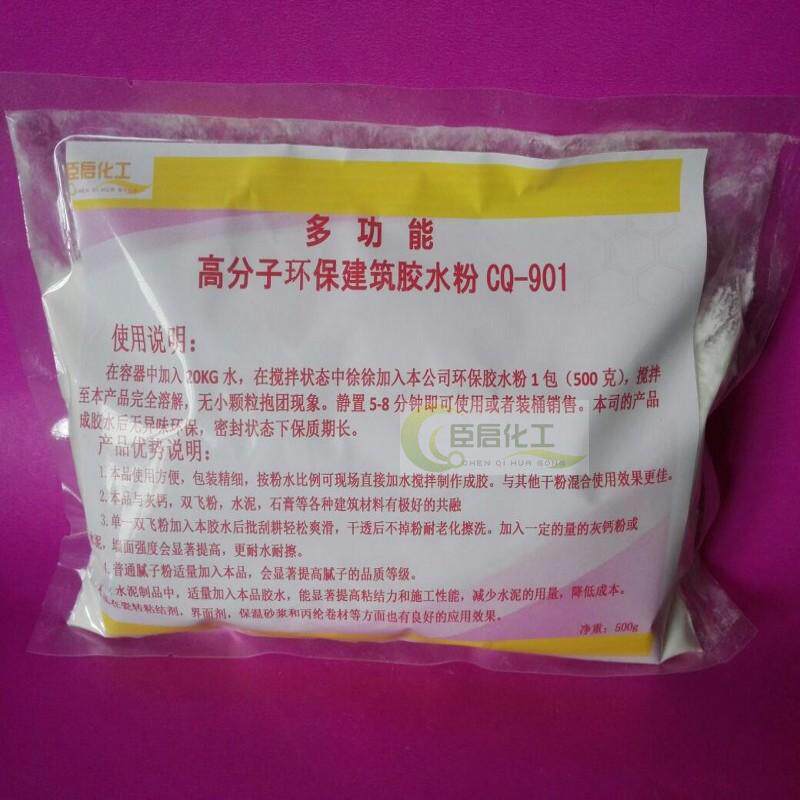 臣启化工
CHEN QI HUA GONG
多功能
高分子环保建筑胶水粉 CQ-901
使用说明：
在容器中加入20KG 水，在搅拌状态中徐徐加入本公司环保胶水粉 1 包（500 克），搅拌
至本产品完全溶解，无小颗粒抱团现象。静置 5-8 分钟即可使用或者装桶销售。本司的产品
成胶水后无异味环保，密封状态下保质期长。
臣启化工
CHEN QI HUA GONG
产品优势说明：
1. 本品使用方便，包装精细，按粉水比例可现场直接加水搅拌制作成胶。与其他干粉混合使用效果更佳。
2. 本品与灰钙，双飞粉，水泥，石膏等各种建筑材料有极好的共融
3. 单一双飞粉加入本胶水后批刮耕轻松爽滑，干透后不掉粉耐老化擦洗。加入一定的量的灰钙粉或
泥，墙面强度会显著提高，更耐水耐擦。
4. 普通腻子粉适量加入本品，会显著提高腻子的品质等级。
水泥制品中，适量加入本品胶水，能显著提高粘结力和施工性能，减少水泥的用量，降低成本。
瓷砖粘结剂，界面剂，保温砂浆和丙纶卷材等方面也有良好的应用效果。
净重：500g